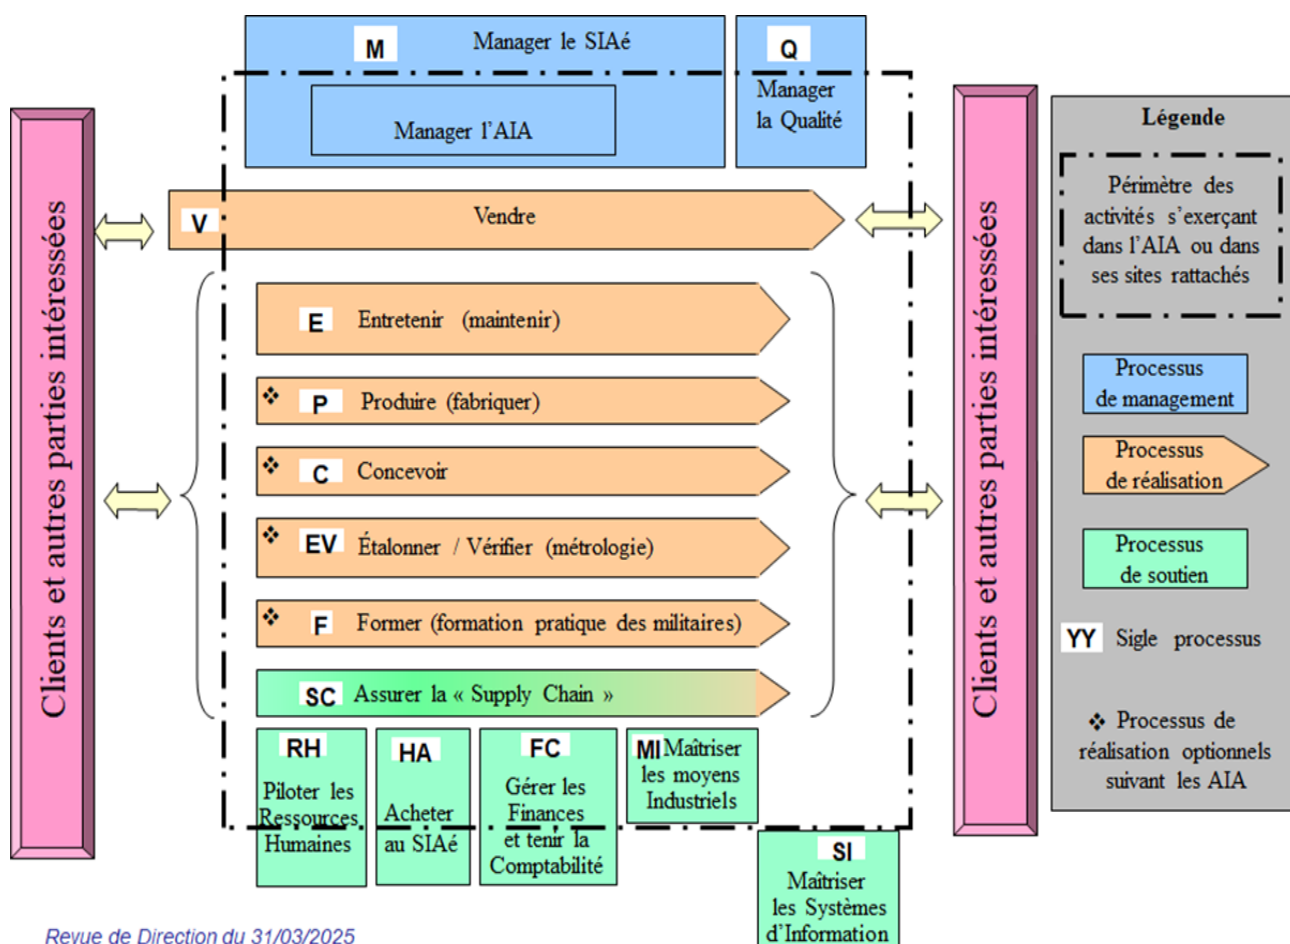 M
Manager le SIAé
Manager l'AIA
Q
Manager
la Qualité
Clients et autres parties intéressées
V
Vendre
E
Entretenir (maintenir)
❖
P
Produire (fabriquer)
❖
C
Concevoir
❖
EV
Étalonner / Vérifier (métrologie)
❖
F
Former (formation pratique des militaires)
SC
Assurer la « Supply Chain »
RH
Piloter les
Ressources
Humaines
HA
Acheter
au SIAé
FC
Gérer les
Finances
et tenir la
Comptabilité
MI Maîtriser
les moyens
Industriels
SI
Maîtriser
les Systèmes
d'Information
Clients et autres parties intéressées
Légende
Périmètre des
activités s'exerçant
dans l'AIA ou dans
ses sites rattachés
Processus
de management
Processus
de réalisation
Processus
de soutien
YY Sigle processus
❖ Processus de
réalisation optionnels
suivant les AIA
Revue de Direction du 31/03/2025